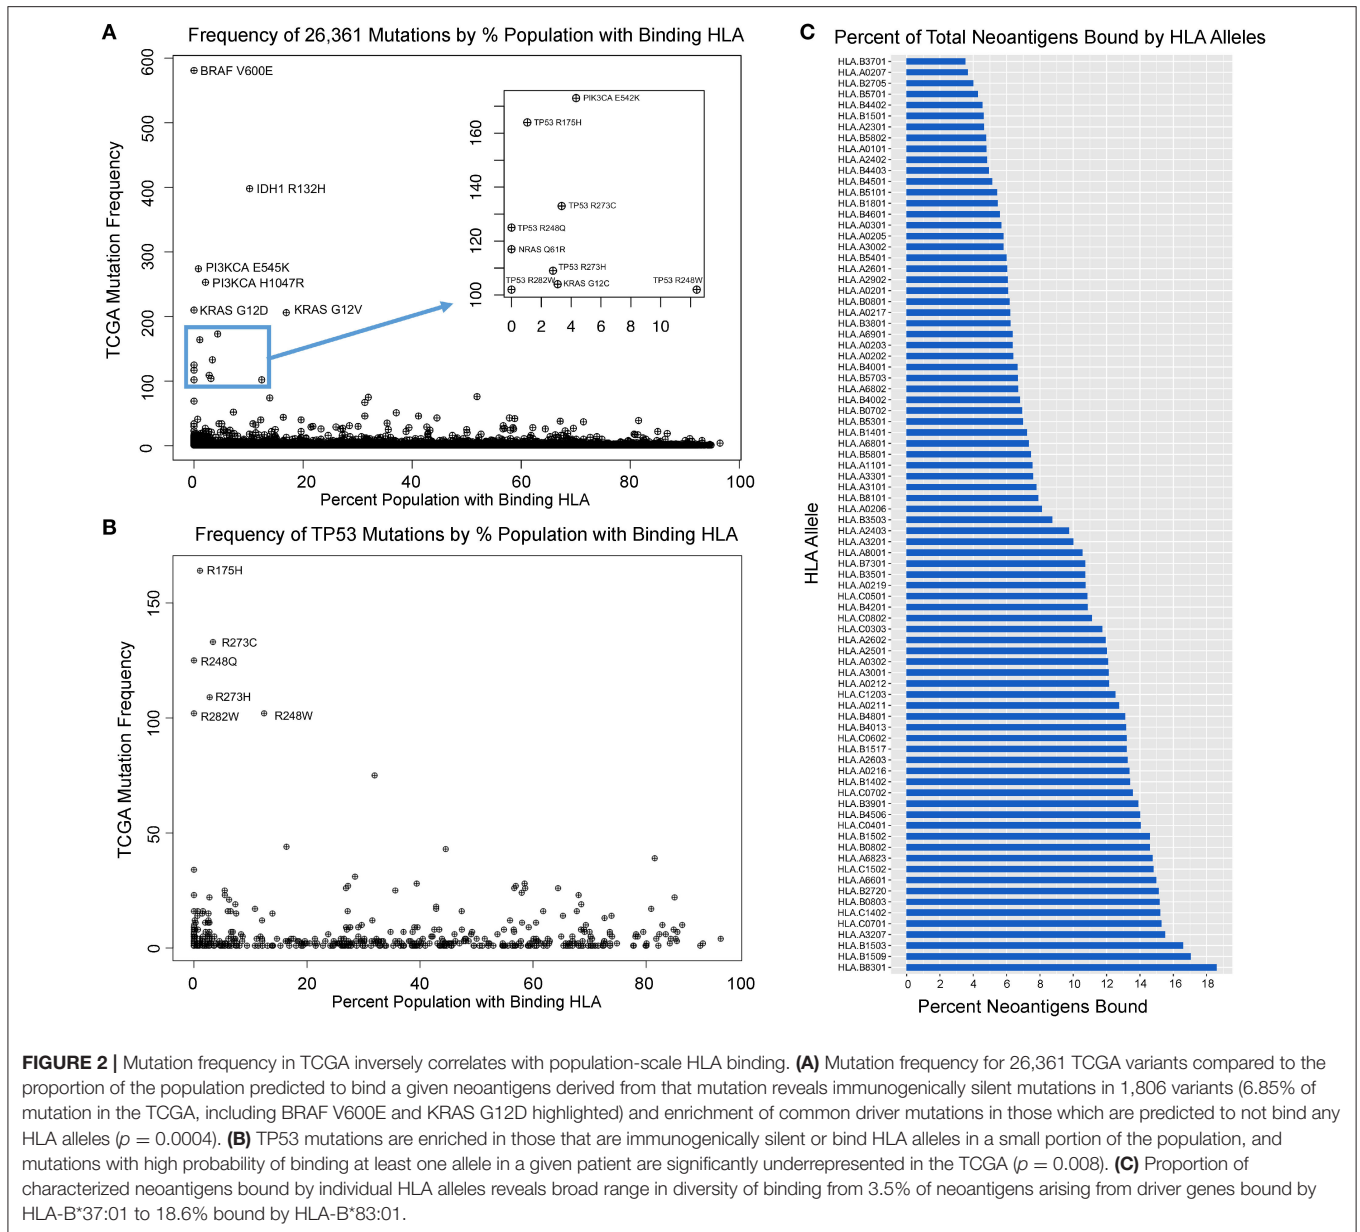 A
Frequency of 26,361 Mutations by % Population with Binding HLA
TCGA Mutation Frequency
600
500
400
300
200
100
0
BRAF V600E
IDH1 R132H
PI3KCA E545K
PI3KCA H1047R
KRAS G12D
KRAS G12V
160
140
120
100
PIK3CA E542K
TP53 R175H
TP53 R273C
TP53 R248Q
NRAS Q61R
TP53 R273H
TP53 R282W
KRAS G12C
TP53 R248W
0 2 4 6 8 10
0 20 40 60 80 100
Percent Population with Binding HLA
B
Frequency of TP53 Mutations by % Population with Binding HLA
TCGA Mutation Frequency
150
100
50
0
R175H
R273C
R248Q
R273H
R282W
R248W
0 20 40 60 80 100
Percent Population with Binding HLA
C
Percent of Total Neoantigens Bound by HLA Alleles
HLA Allele
HLA.B3701
HLA.A0207
HLA.B2705
HLA.B5701
HLA.B4402
HLA.B1501
HLA.A2301
HLA.B5802
HLA.A0101
HLA.A2402
HLA.B4403
HLA.B4501
HLA.B5101
HLA.B1801
HLA.B4601
HLA.A0301
HLA.A0205
HLA.A3002
HLA.B5401
HLA.A2601
HLA.A2902
HLA.A0201
HLA.B0801
HLA.A0217
HLA.B3801
HLA.A6901
HLA.A0203
HLA.A0202
HLA.B4001
HLA.B5703
HLA.A6802
HLA.B4002
HLA.B0702
HLA.B5301
HLA.B1401
HLA.A6801
HLA.B5801
HLA.A1101
HLA.A3301
HLA.A3101
HLA.B8101
HLA.A0206
HLA.B3503
HLA.A2403
HLA.A3201
HLA.A8001
HLA.B7301
HLA.B3501
HLA.A0219
HLA.C0501
HLA.B4201
HLA.C0802
HLA.C0303
HLA.A2602
HLA.A2501
HLA.A0302
HLA.A3001
HLA.A0212
HLA.C1203
HLA.A0211
HLA.B4801
HLA.B4013
HLA.C0602
HLA.B1517
HLA.A2603
HLA.A0216
HLA.B1402
HLA.C0702
HLA.B3901
HLA.B4506
HLA.C0401
HLA.B1502
HLA.B0802
HLA.A6823
HLA.C1502
HLA.A6601
HLA.B2720
HLA.B0803
HLA.C1402
HLA.C0701
HLA.A3207
HLA.B1503
HLA.B1509
HLA.B8301
0 2 4 6 8 10 12 14 16 18
Percent Neoantigens Bound
FIGURE 2 | Mutation frequency in TCGA inversely correlates with population-scale HLA binding. (A) Mutation frequency for 26,361 TCGA variants compared to the
proportion of the population predicted to bind a given neoantigens derived from that mutation reveals immunogenically silent mutations in 1,806 variants (6.85% of
mutation in the TCGA, including BRAF V600E and KRAS G12D highlighted) and enrichment of common driver mutations in those which are predicted to not bind any
HLA alleles (p = 0.0004). (B) TP53 mutations are enriched in those that are immunogenically silent or bind HLA alleles in a small portion of the population, and
mutations with high probability of binding at least one allele in a given patient are significantly underrepresented in the TCGA (p = 0.008). (C) Proportion of
characterized neoantigens bound by individual HLA alleles reveals broad range in diversity of binding from 3.5% of neoantigens arising from driver genes bound by
HLA-B*37:01 to 18.6% bound by HLA-B*83:01.